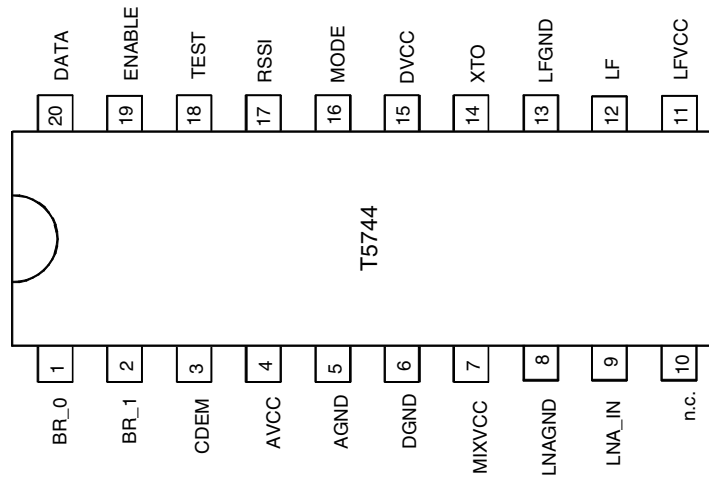 DATA
ENABLE
TEST
RSSI
MODE
DVCC
XTO
LFGND
LF
LFVCC
20
19
18
17
16
15
14
13
12
11
T5744
1
2
3
4
5
6
7
8
9
10
BR_0
BR_1
CDEM
AVCC
AGND
DGND
MIXVCC
LNAGND
LNA_IN
n.c.